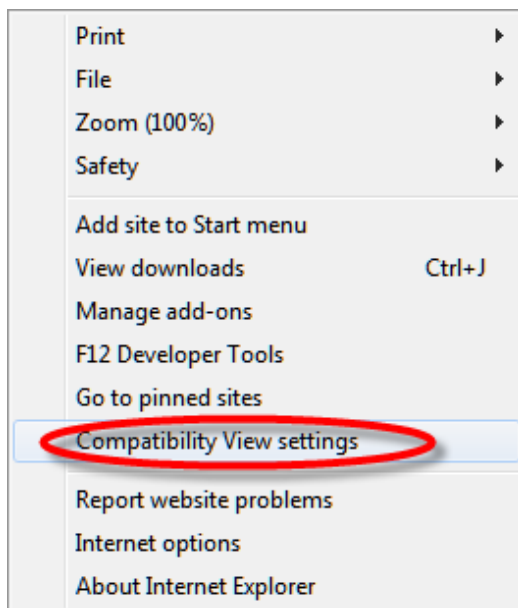 Print
File
Zoom (100%)
Safety
Add site to Start menu
View downloads Ctrl+J
Manage add-ons
F12 Developer Tools
Go to pinned sites
Compatibility View settings
Report website problems
Internet options
About Internet Explorer